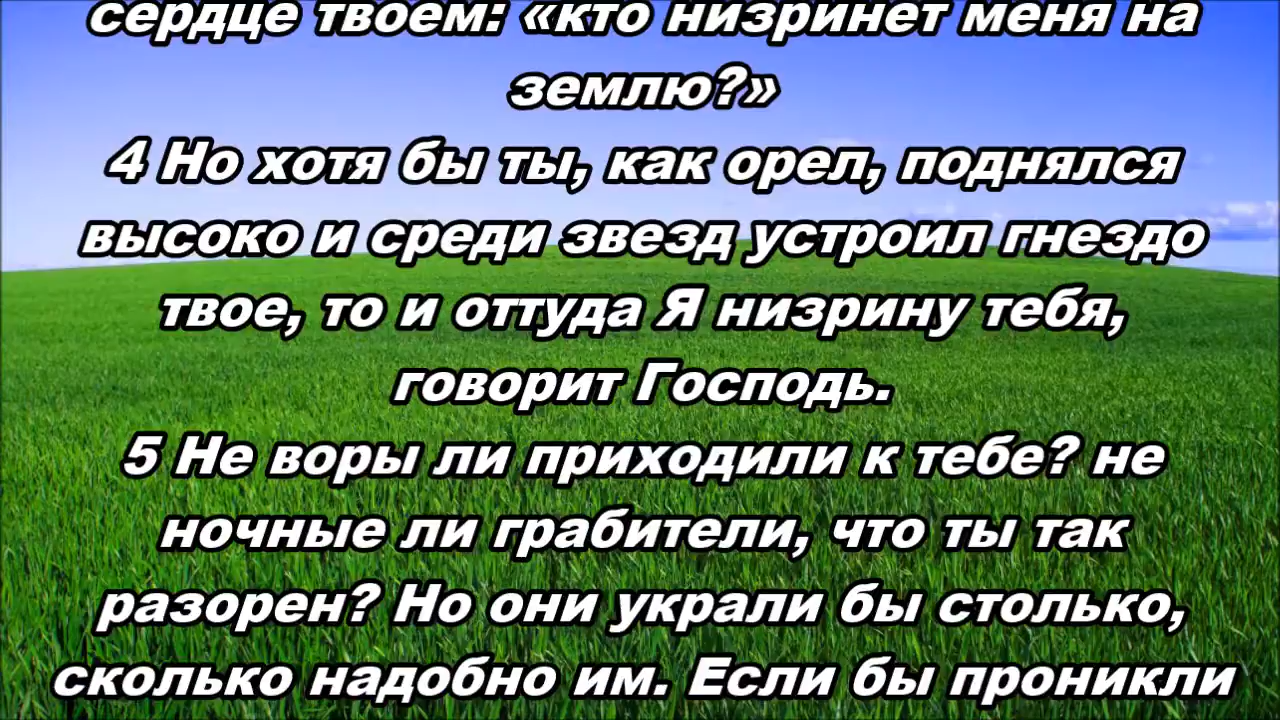 сердце твоем: «кто низринет меня на
землю?»
4 Но хотя бы ты, как орел, поднялся
высоко и среди звезд устроил гнездо
твое, то и оттуда Я низрину тебя,
говорит Господь.
5 Не воры ли приходили к тебе? не
ночные ли грабители, что ты так
разорен? Но они украли бы столько,
сколько надобно им. Если бы проникли